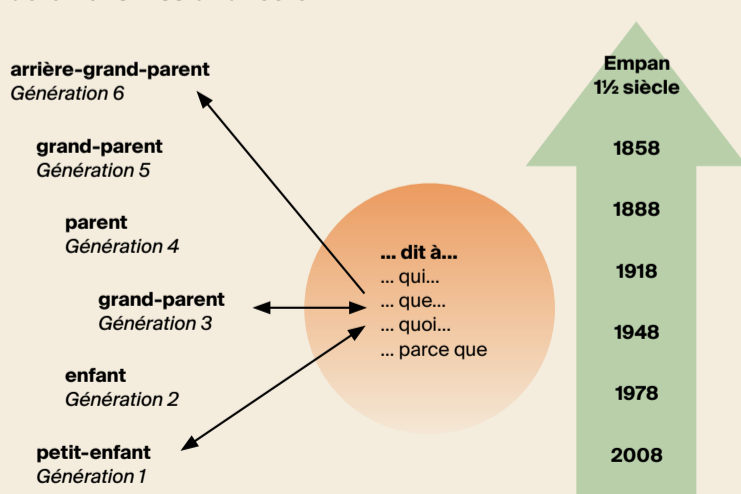 arrière-grand-parent
Génération 6
grand-parent
Génération 5
parent
Génération 4
grand-parent
Génération 3
enfant
Génération 2
petit-enfant
Génération 1
... dit à...
... qui...
... que...
... quoi...
... parce que
Empan
1½ siècle
1858
1888
1918
1948
1978
2008